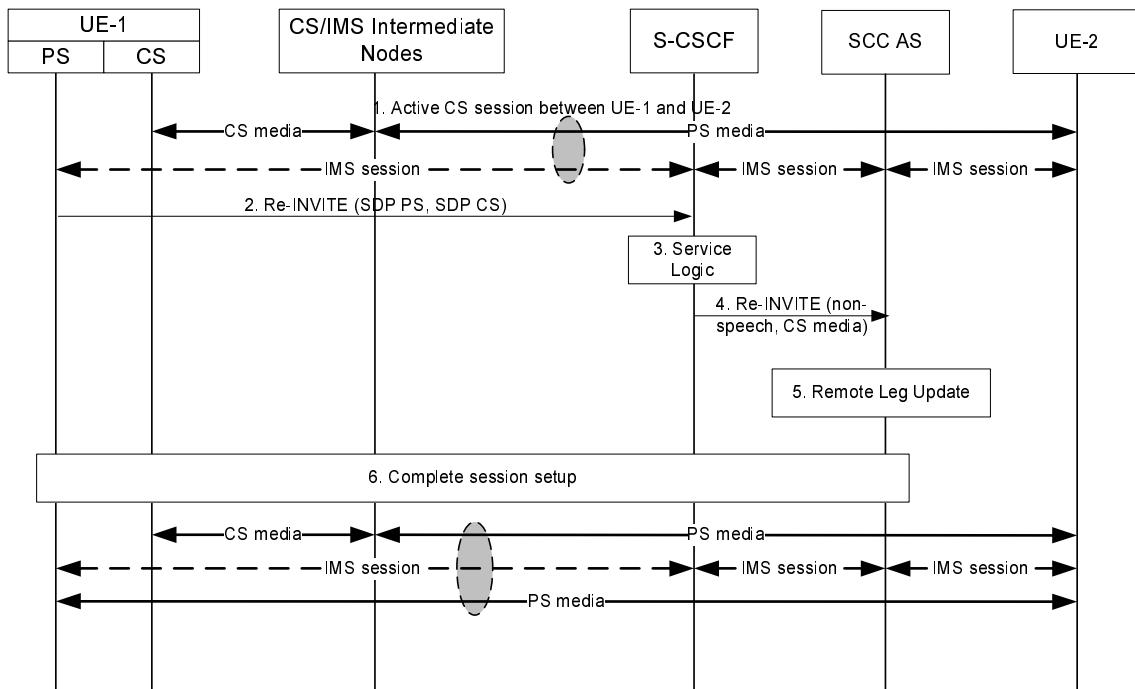 UE-1
PS
CS
CS/IMS Intermediate
Nodes
S-CSCF
SCC AS
UE-2
1. Active CS session between UE-1 and UE-2
CS media
PS media
IMS session
IMS session
IMS session
2. Re-INVITE (SDP PS, SDP CS)
3. Service
Logic
4. Re-INVITE (non-
speech, CS media)
5. Remote Leg Update
6. Complete session setup
CS media
PS media
IMS session
IMS session
IMS session
PS media